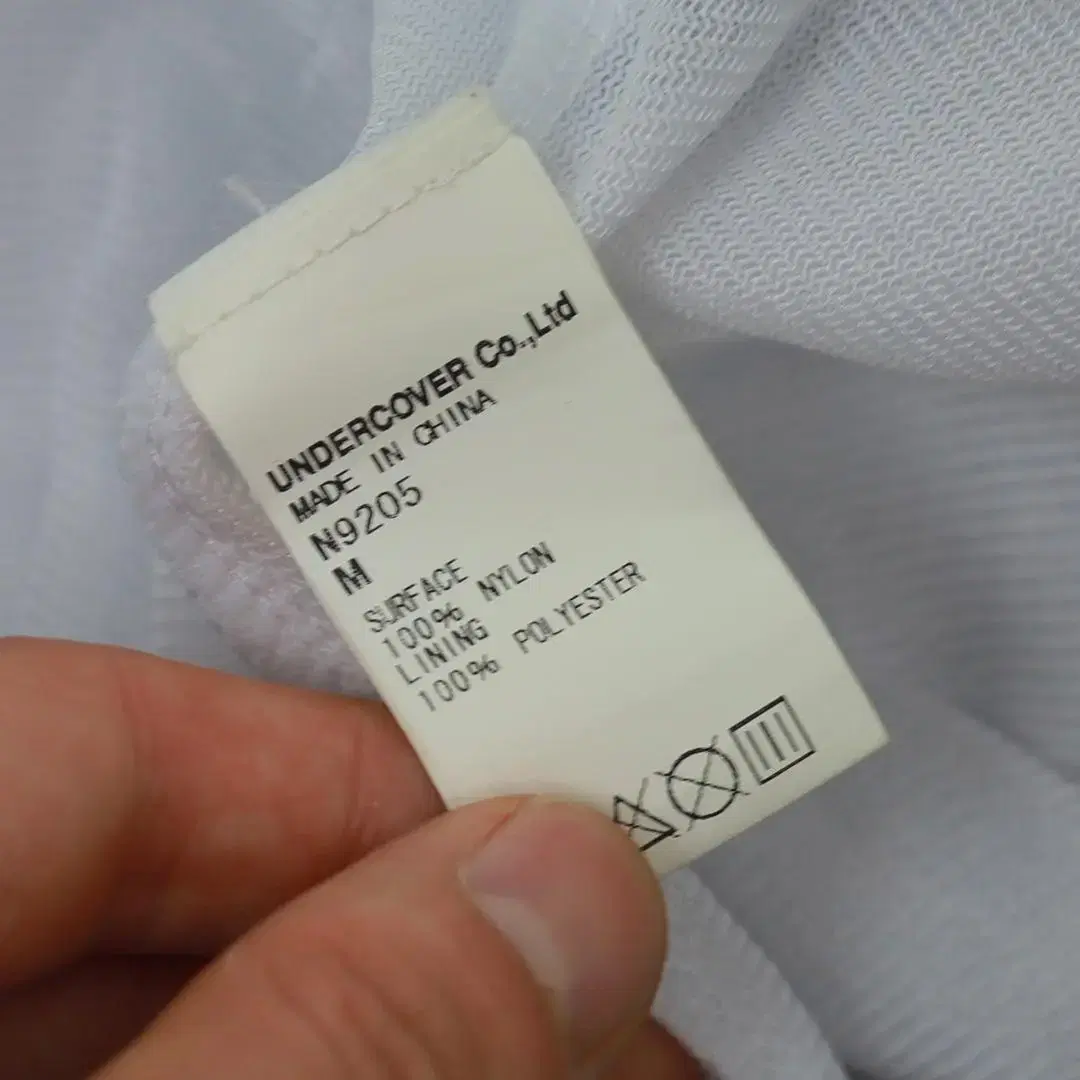 UNDERCOVER Co.,Ltd
MADE IN CHINA
N9205
M
SURFACE
100% NYLON
LINING
100% POLYESTER